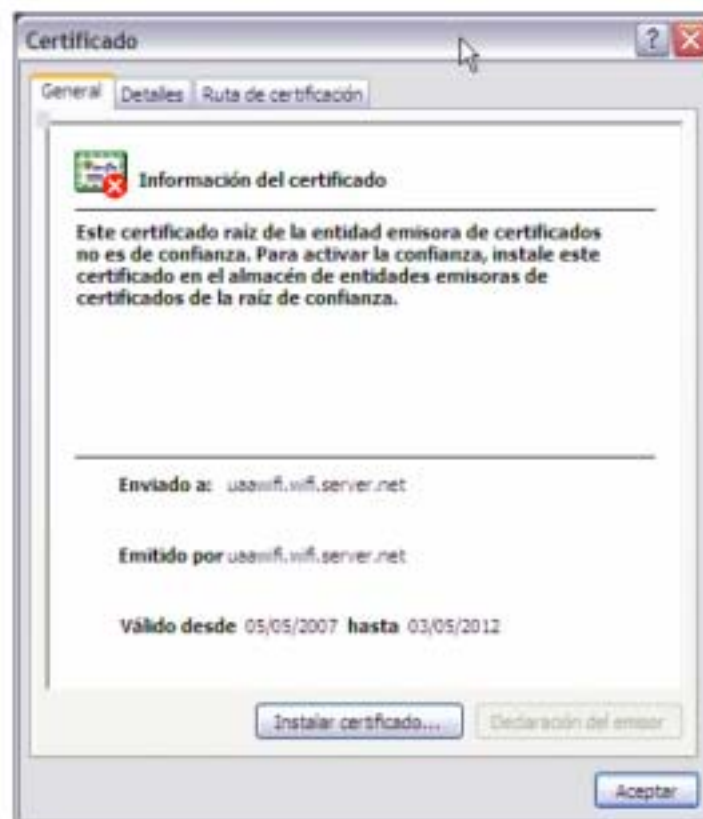 Certificado
General Detalles Ruta de certificación
Información del certificado
Este certificado raíz de la entidad emisora de certificados
no es de confianza. Para activar la confianza, instale este
certificado en el almacén de entidades emisoras de
certificados de la raíz de confianza.
Enviado a: uaawifi.wifi.server.net
Emitido por uaawifi.wifi.server.net
Válido desde 05/05/2007 hasta 03/05/2012
Instalar certificado... Declaración del emisor
Aceptar